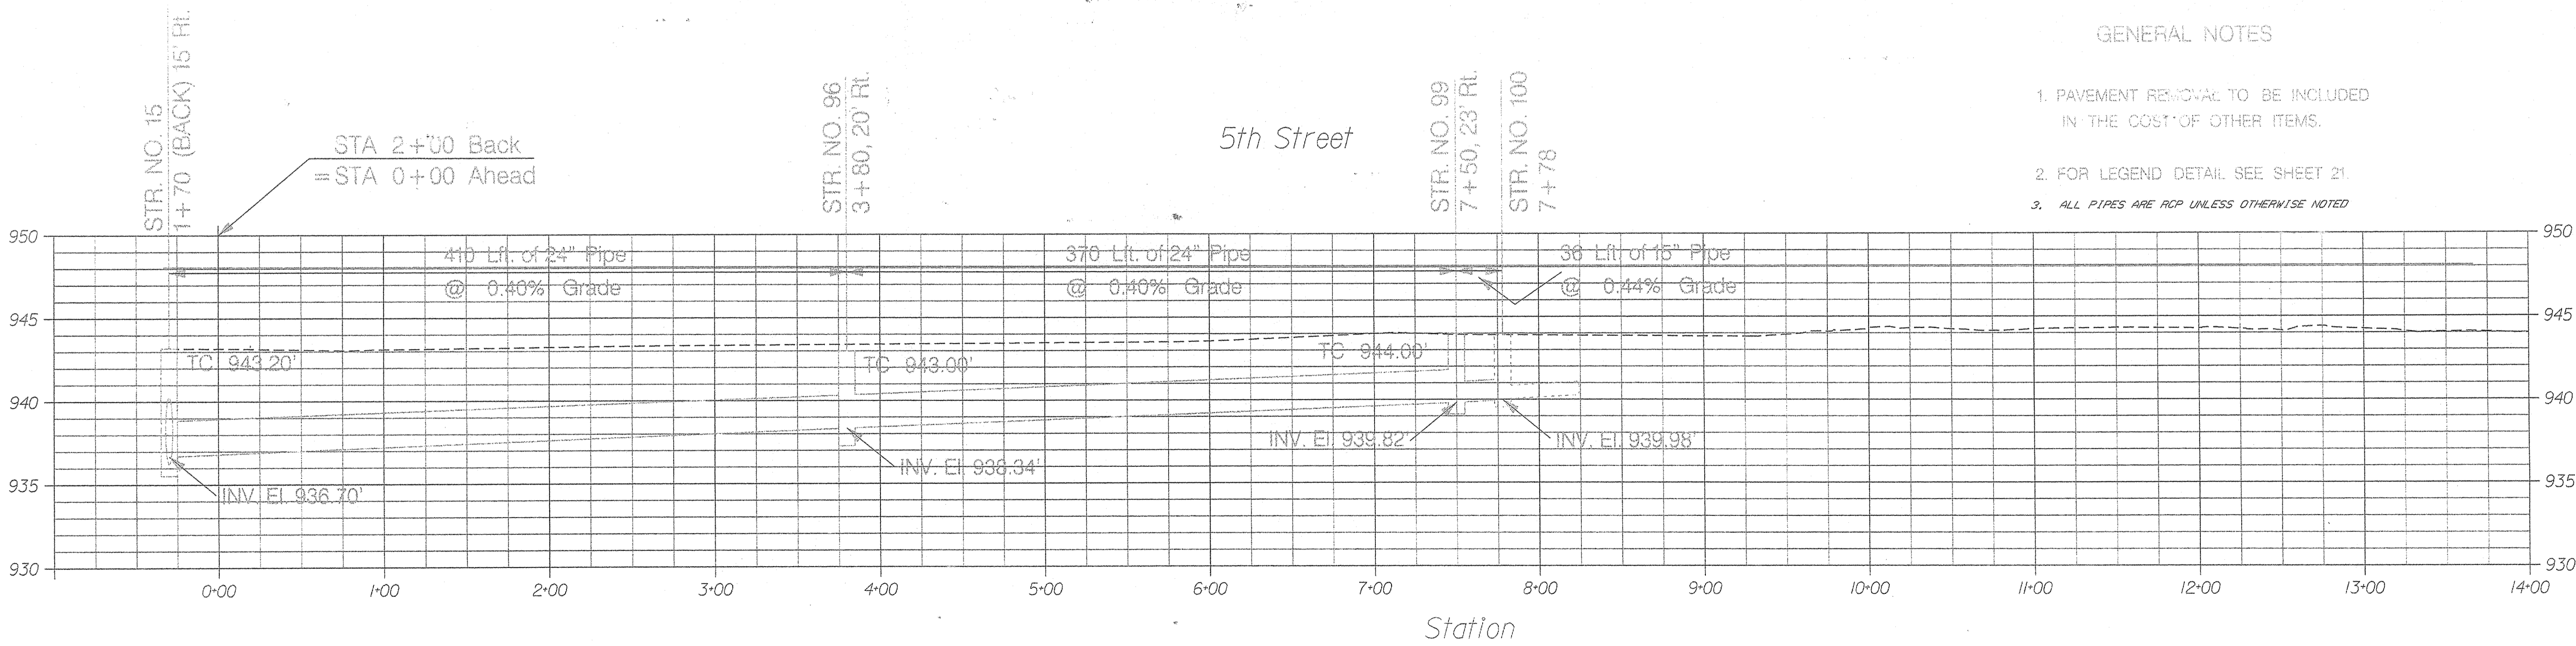 GENERAL NOTES
1. PAVEMENT REMOVAL TO BE INCLUDED
IN THE COST OF OTHER ITEMS.
2. FOR LEGEND DETAIL SEE SHEET 21.
3. ALL PIPES ARE RCP UNLESS OTHERWISE NOTED
STR. NO. 15
1+70 (BACK) 15' Rt.
STA 2+00 Back
=STA 0+00 Ahead
STR. NO. 96
3+80, 20' Rt.
5th Street
STR. NO. 99
7+50, 23' Rt.
STR. NO. 100
7+78
950
950
410 Lft. of 24" Pipe
@ 0.40% Grade
370 Lft. of 24" Pipe
@ 0.40% Grade
36 Lft. of 15" Pipe
@ 0.44% Grade
945
945
TC 943.20'
TC 943.00'
TC 944.00'
940
940
INV. El. 936.70'
INV. El. 938.34'
INV. El. 939.82'
INV. El. 939.98'
935
935
930
930
0+00 1+00 2+00 3+00 4+00 5+00 6+00 7+00 8+00 9+00 10+00 11+00 12+00 13+00 14+00
Station